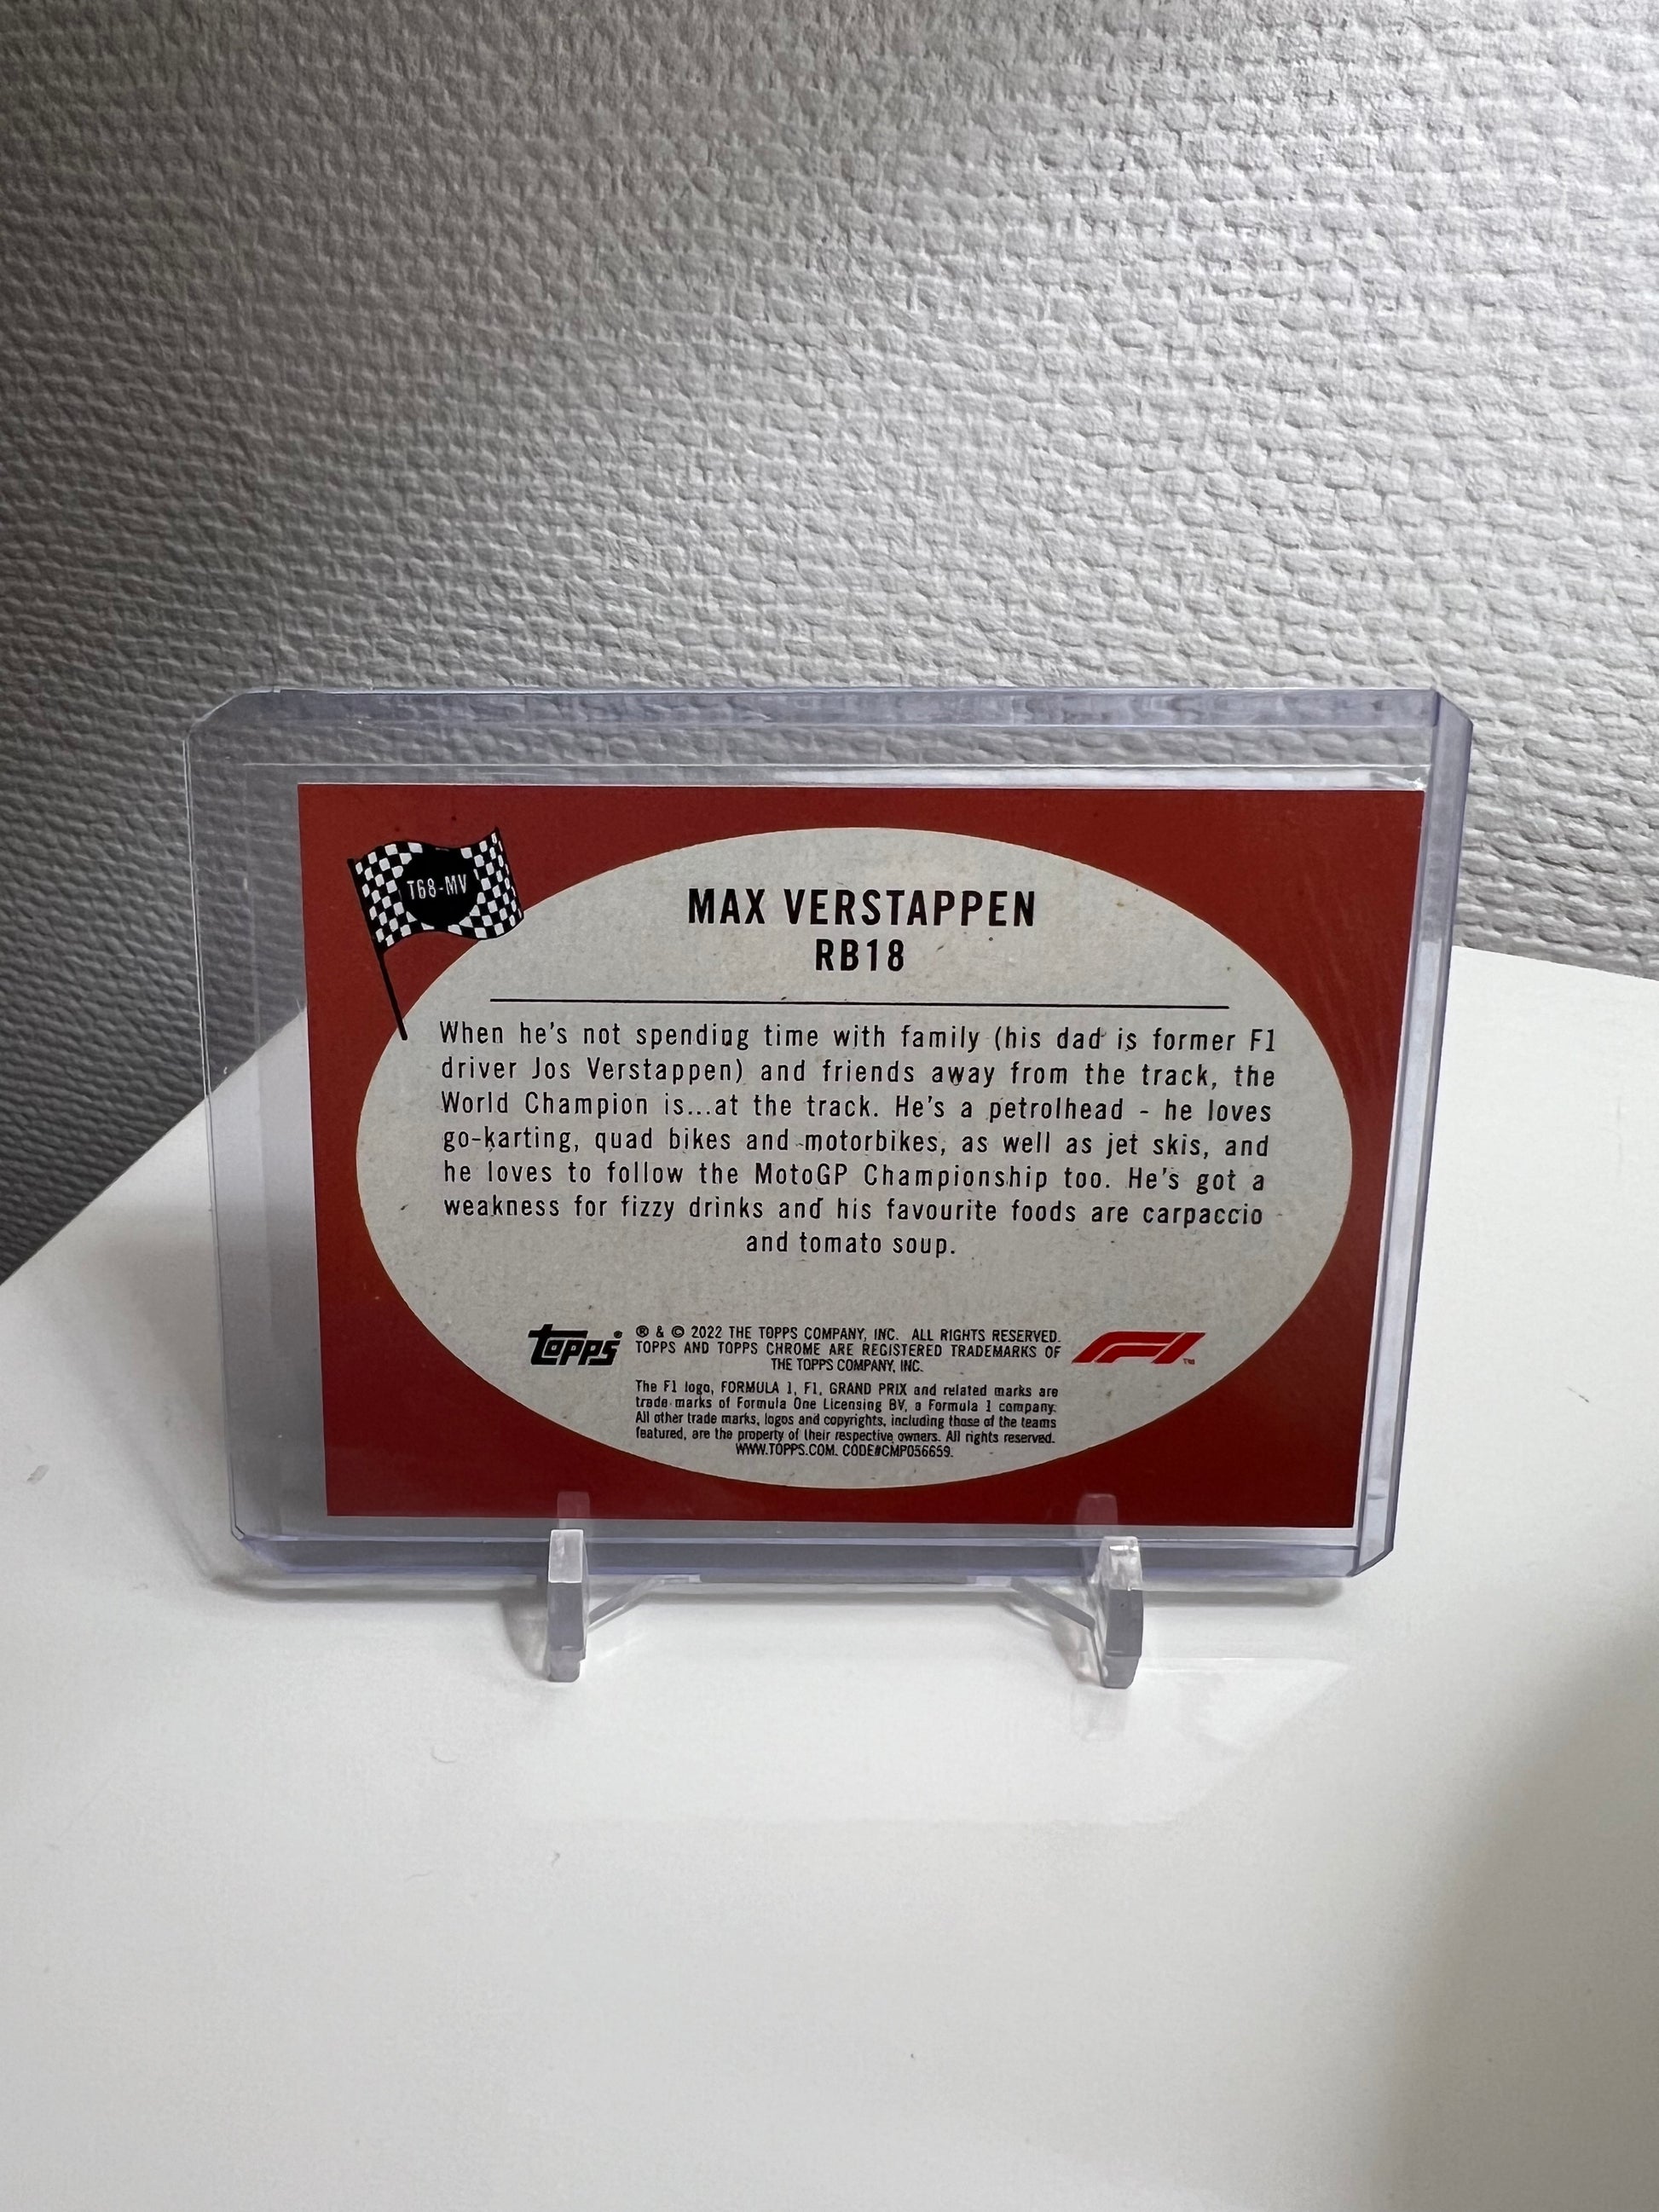 T68-MV
MAX VERSTAPPEN
RB18
When he's not spending time with family (his dad is former F1
driver Jos Verstappen) and friends away from the track, the
World Champion is...at the track. He's a petrolhead - he loves
go-karting, quad bikes and motorbikes, as well as jet skis, and
he loves to follow the MotoGP Championship too. He's got a
weakness for fizzy drinks and his favourite foods are carpaccio
and tomato soup.
topps®
® & © 2022 THE TOPPS COMPANY, INC. ALL RIGHTS RESERVED.
TOPPS AND TOPPS CHROME ARE REGISTERED TRADEMARKS OF
THE TOPPS COMPANY, INC.
F1™
The F1 logo, FORMULA 1, F1, GRAND PRIX and related marks are
trade marks of Formula One Licensing BV, a Formula 1 company.
All other trade marks, logos and copyrights, including those of the teams
featured, are the property of their respective owners. All rights reserved.
WWW.TOPPS.COM. CODE#CMP056659.